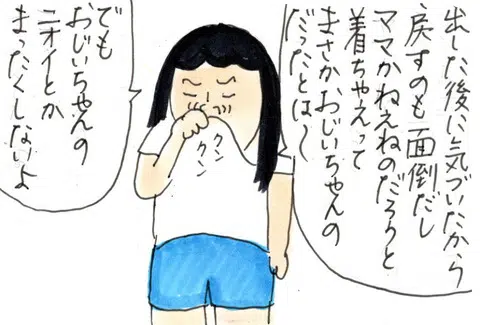 出した後に気づいたから
戻すのも面倒だし
ママかねえねのだろうと
着ちゃえって
まさかおじいちゃんの
だったとは〜
クン
クン
でも
おじいちゃんの
ニオイとか
まったくしないよ